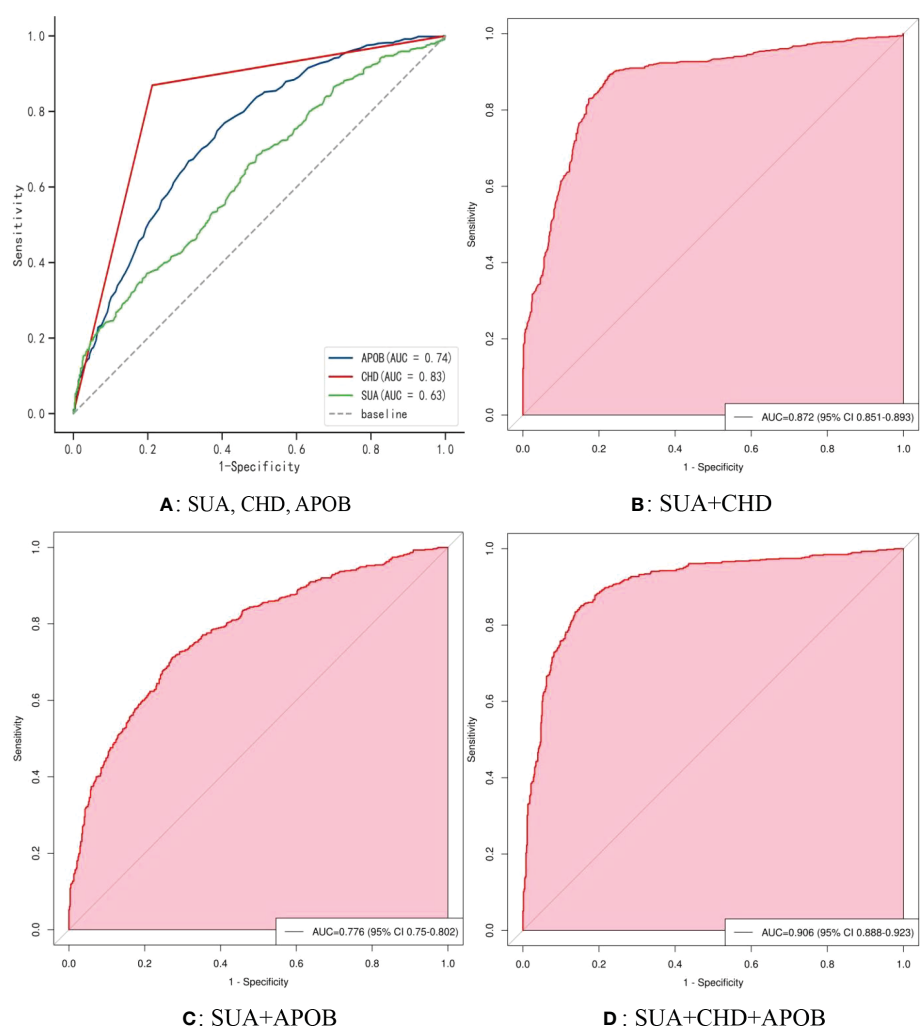 1.0
0.8
0.6
0.4
0.2
0.0
Sensitivity
APOB(AUC = 0.74)
CHD(AUC = 0.83)
SUA(AUC = 0.63)
baseline
0.0 0.2 0.4 0.6 0.8 1.0
1-Specificity
A: SUA, CHD, APOB
1.0
0.8
0.6
0.4
0.2
0.0
Sensitivity
AUC=0.872 (95% CI 0.851-0.893)
0.0 0.2 0.4 0.6 0.8 1.0
1 - Specificity
B: SUA+CHD
1.0
0.8
0.6
0.4
0.2
0.0
Sensitivity
AUC=0.776 (95% CI 0.75-0.802)
0.0 0.2 0.4 0.6 0.8 1.0
1 - Specificity
C: SUA+APOB
1.0
0.8
0.6
0.4
0.2
0.0
Sensitivity
AUC=0.906 (95% CI 0.888-0.923)
0.0 0.2 0.4 0.6 0.8 1.0
1 - Specificity
D: SUA+CHD+APOB